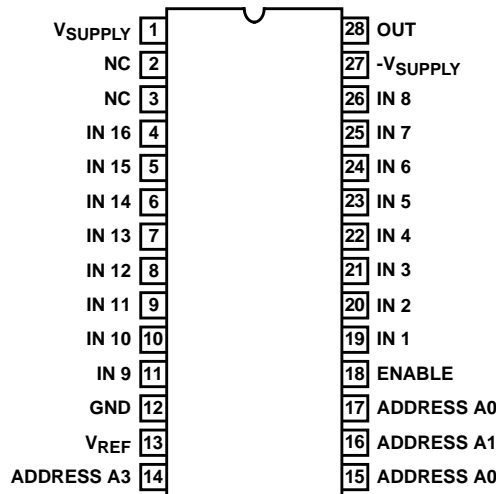 VSUPPLY 1
NC 2
NC 3
IN 16 4
IN 15 5
IN 14 6
IN 13 7
IN 12 8
IN 11 9
IN 10 10
IN 9 11
GND 12
VREF 13
ADDRESS A3 14
28 OUT
27 -VSUPPLY
26 IN 8
25 IN 7
24 IN 6
23 IN 5
22 IN 4
21 IN 3
20 IN 2
19 IN 1
18 ENABLE
17 ADDRESS A0
16 ADDRESS A1
15 ADDRESS A0